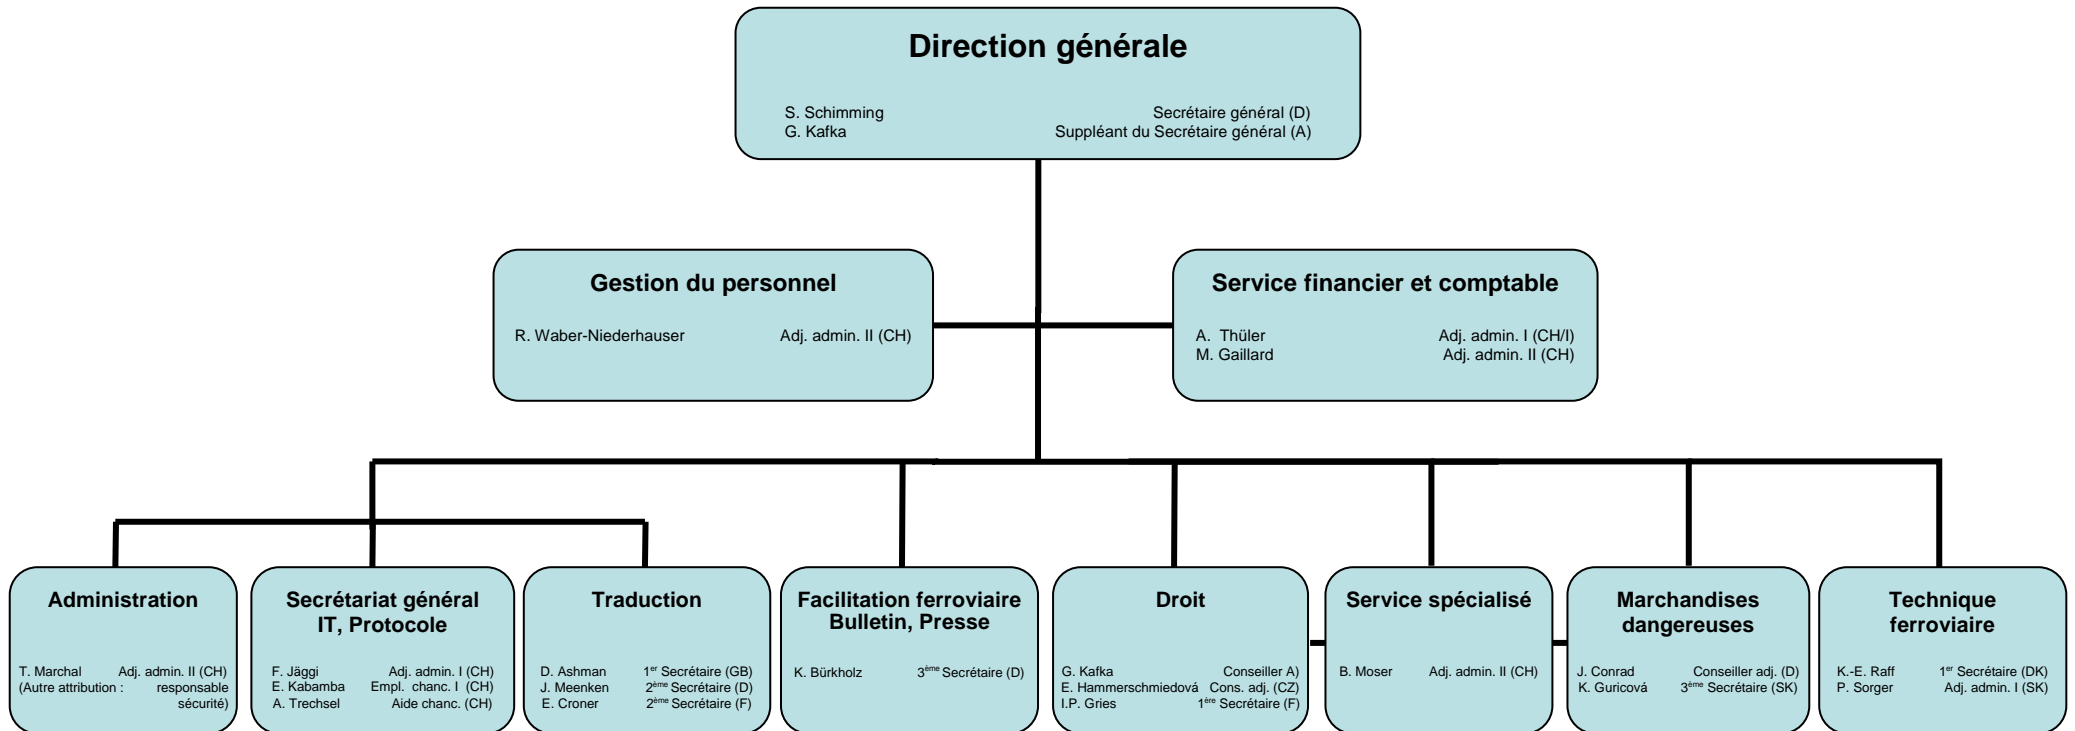 Direction générale
S. Schimming Secrétaire général (D)
G. Kafka Suppléant du Secrétaire général (A)
Gestion du personnel
R. Waber-Niederhauser Adj. admin. II (CH)
Service financier et comptable
A. Thüler Adj. admin. I (CH/I)
M. Gaillard Adj. admin. II (CH)
Administration
T. Marchal Adj. admin. II (CH)
(Autre attribution : responsable
sécurité)
Secrétariat général
IT, Protocole
F. Jäggi Adj. admin. I (CH)
E. Kabamba Empl. chanc. I (CH)
A. Trechsel Aide chanc. (CH)
Traduction
D. Ashman 1er Secrétaire (GB)
J. Meenken 2ème Secrétaire (D)
E. Croner 2ème Secrétaire (F)
Facilitation ferroviaire
Bulletin, Presse
K. Bürkholz 3ème Secrétaire (D)
Droit
G. Kafka Conseiller A)
E. Hammerschmiedová Cons. adj. (CZ)
I.P. Gries 1ère Secrétaire (F)
Service spécialisé
B. Moser Adj. admin. II (CH)
Marchandises
dangereuses
J. Conrad Conseiller adj. (D)
K. Guricová 3ème Secrétaire (SK)
Technique
ferroviaire
K.-E. Raff 1er Secrétaire (DK)
P. Sorger Adj. admin. I (SK)